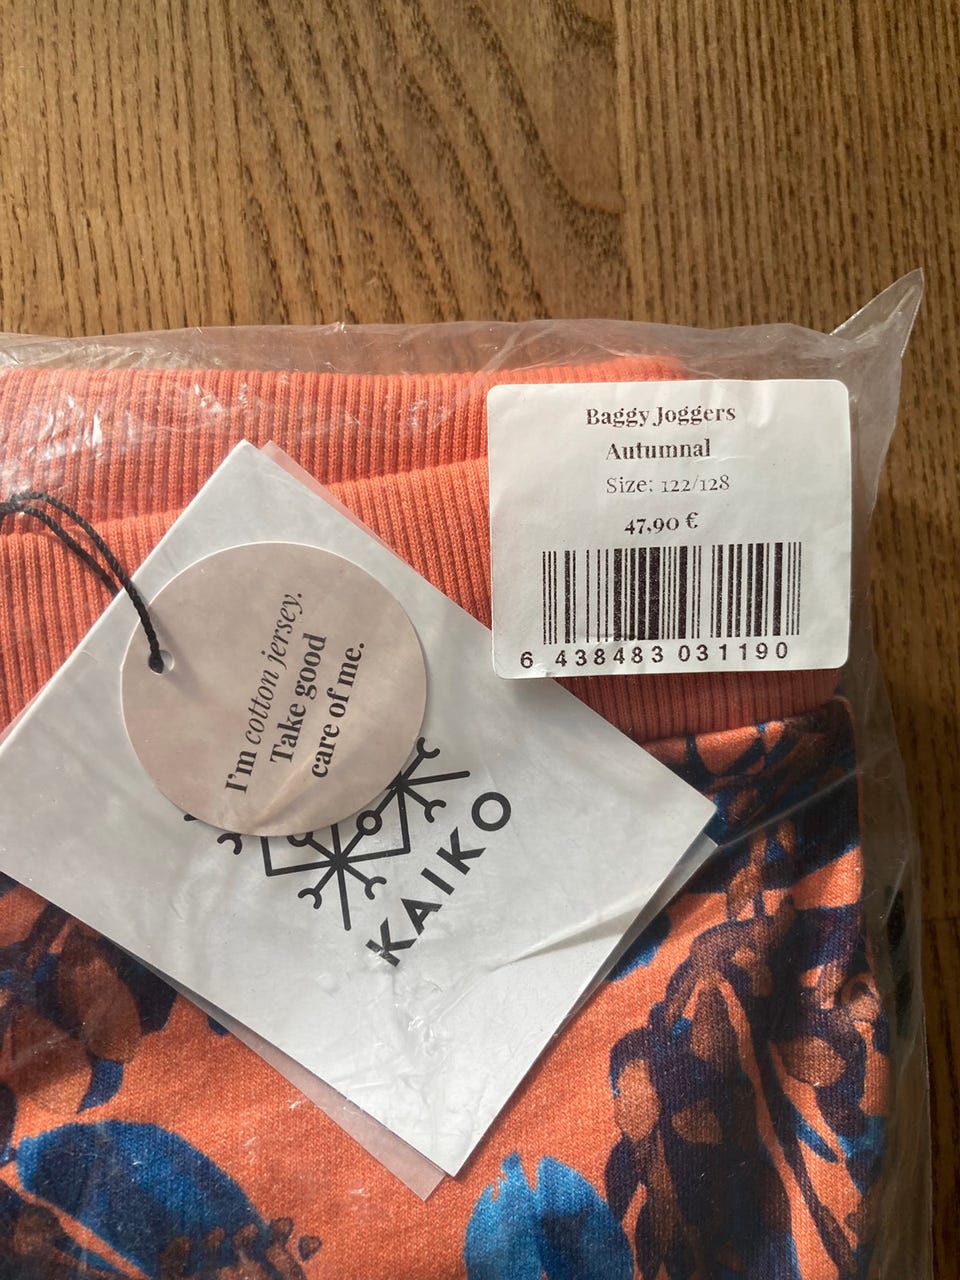 Baggy Joggers
Autumnal
Size: 122/128
47,90 €
6 438483 031190
I'm cotton jersey.
Take good
care of me.
KAIKO